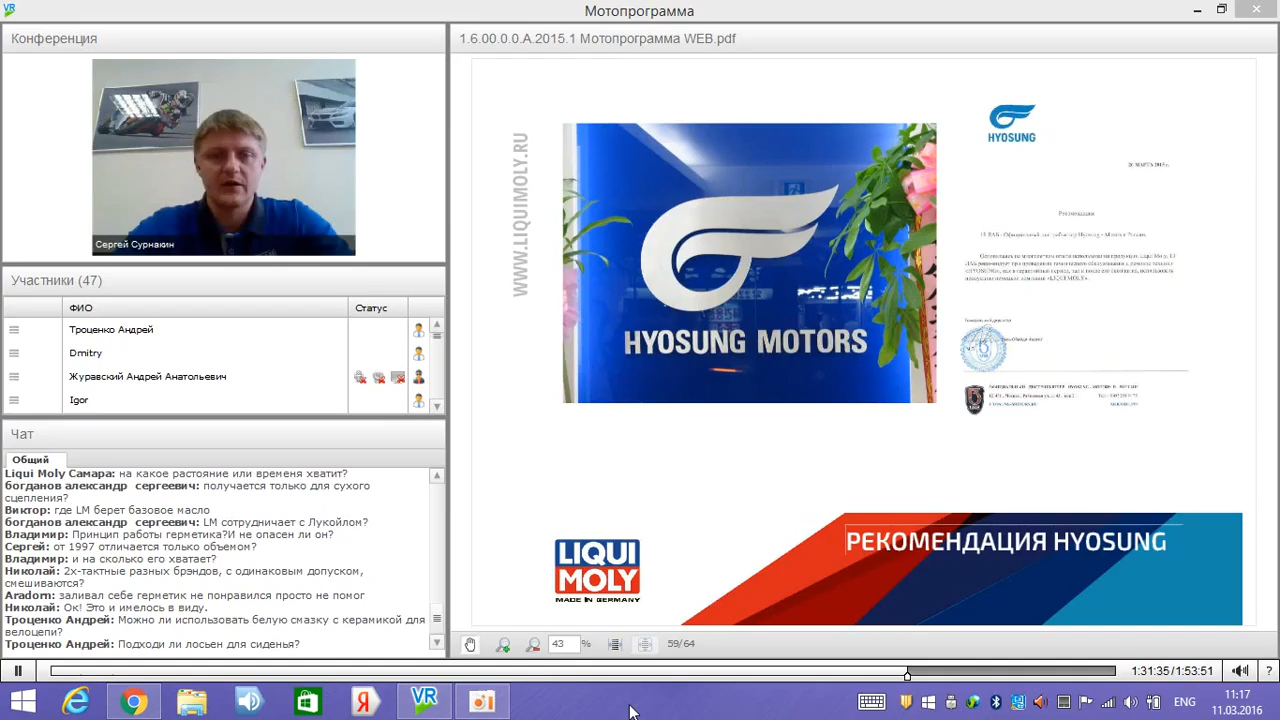 Мотопрограмма
Конференция
1.6.00.0.0.A.2015.1 Мотопрограмма WEB.pdf
Сергей Сурнакин
Участники (47)
ФИО
Статус
Троценко Андрей
Dmitry
Журавский Андрей Анатольевич
Igor
Чат
Общий
Liqui Moly Самара: на какое растояние или временя хватит?
богданов александр сергеевич: получается только для сухого
сцепления?
Виктор: где LM берет базовое масло
богданов александр сергеевич: LM сотрудничает с Лукойлом?
Владимир: Принцип работы герметика?И не опасен ли он?
Сергей: от 1997 отличается только объемом?
Владимир: и на сколько его хватает?
Николай: 2х-тактные разных брэндов, с одинаковым допуском,
смешиваются?
Aradorn: заливал себе герметик не понравился просто не помог
Николай: Ок! Это и имелось в виду.
Троценко Андрей: Можно ли использовать белую смазку с керамикой для
велоцепи?
Троценко Андрей: Подходи ли лосьен для сиденья?
WWW.LIQUIMOLY.RU
HYOSUNG MOTORS
HYOSUNG
Рекомендация
LIQUI
MOLY
MADE IN GERMANY
РЕКОМЕНДАЦИЯ HYOSUNG
43 %
59/64
1:31:35/1:53:51
?
VR
ENG
11:17
11.03.2016